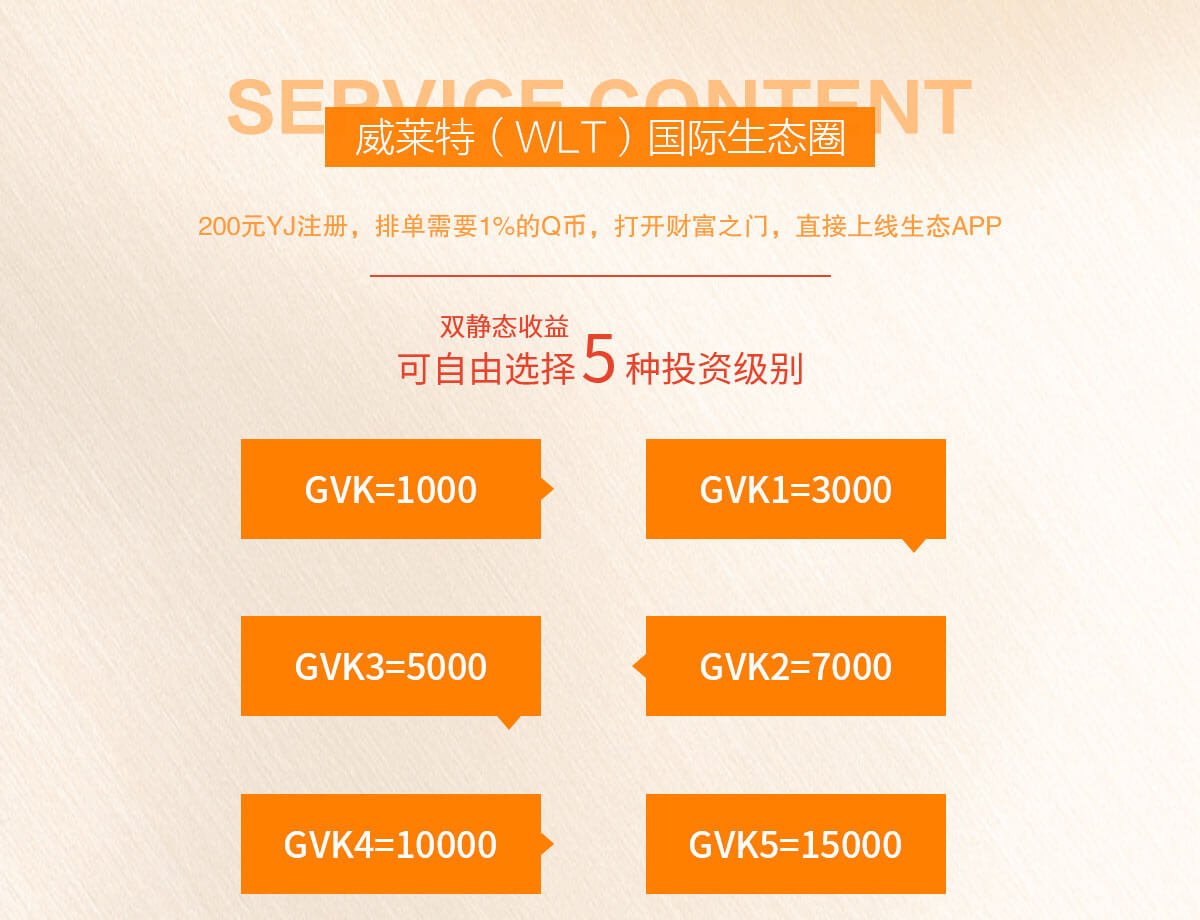 SERVICE CONTENT
威莱特（WLT）国际生态圈
200元YJ注册，排单需要1%的Q币，打开财富之门，直接上线生态APP
双静态收益
可自由选择5种投资级别
GVK=1000
GVK1=3000
GVK3=5000
GVK2=7000
GVK4=10000
GVK5=15000